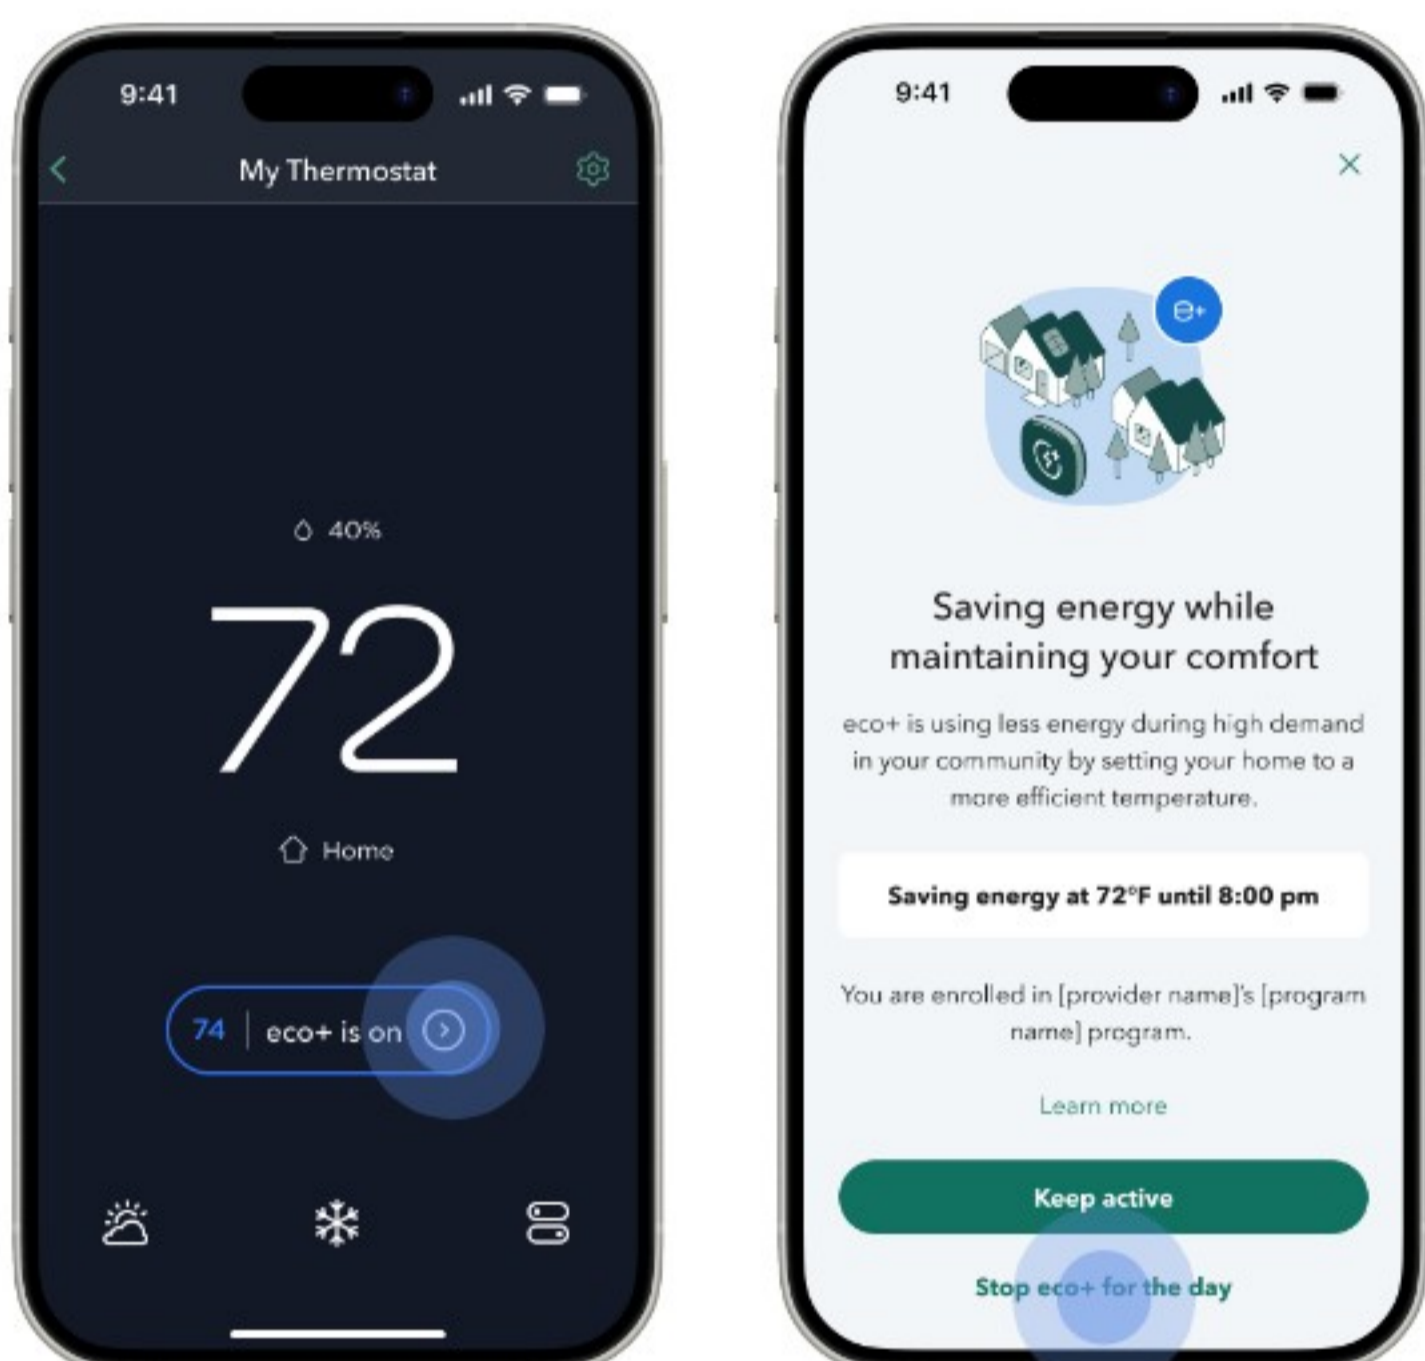 9:41
My Thermostat
40%
72
Home
74 eco+ is on
9:41
e+
Saving energy while
maintaining your comfort
eco+ is using less energy during high demand
in your community by setting your home to a
more efficient temperature.
Saving energy at 72°F until 8:00 pm
You are enrolled in [provider name]'s [program
name] program.
Learn more
Keep active
Stop eco+ for the day